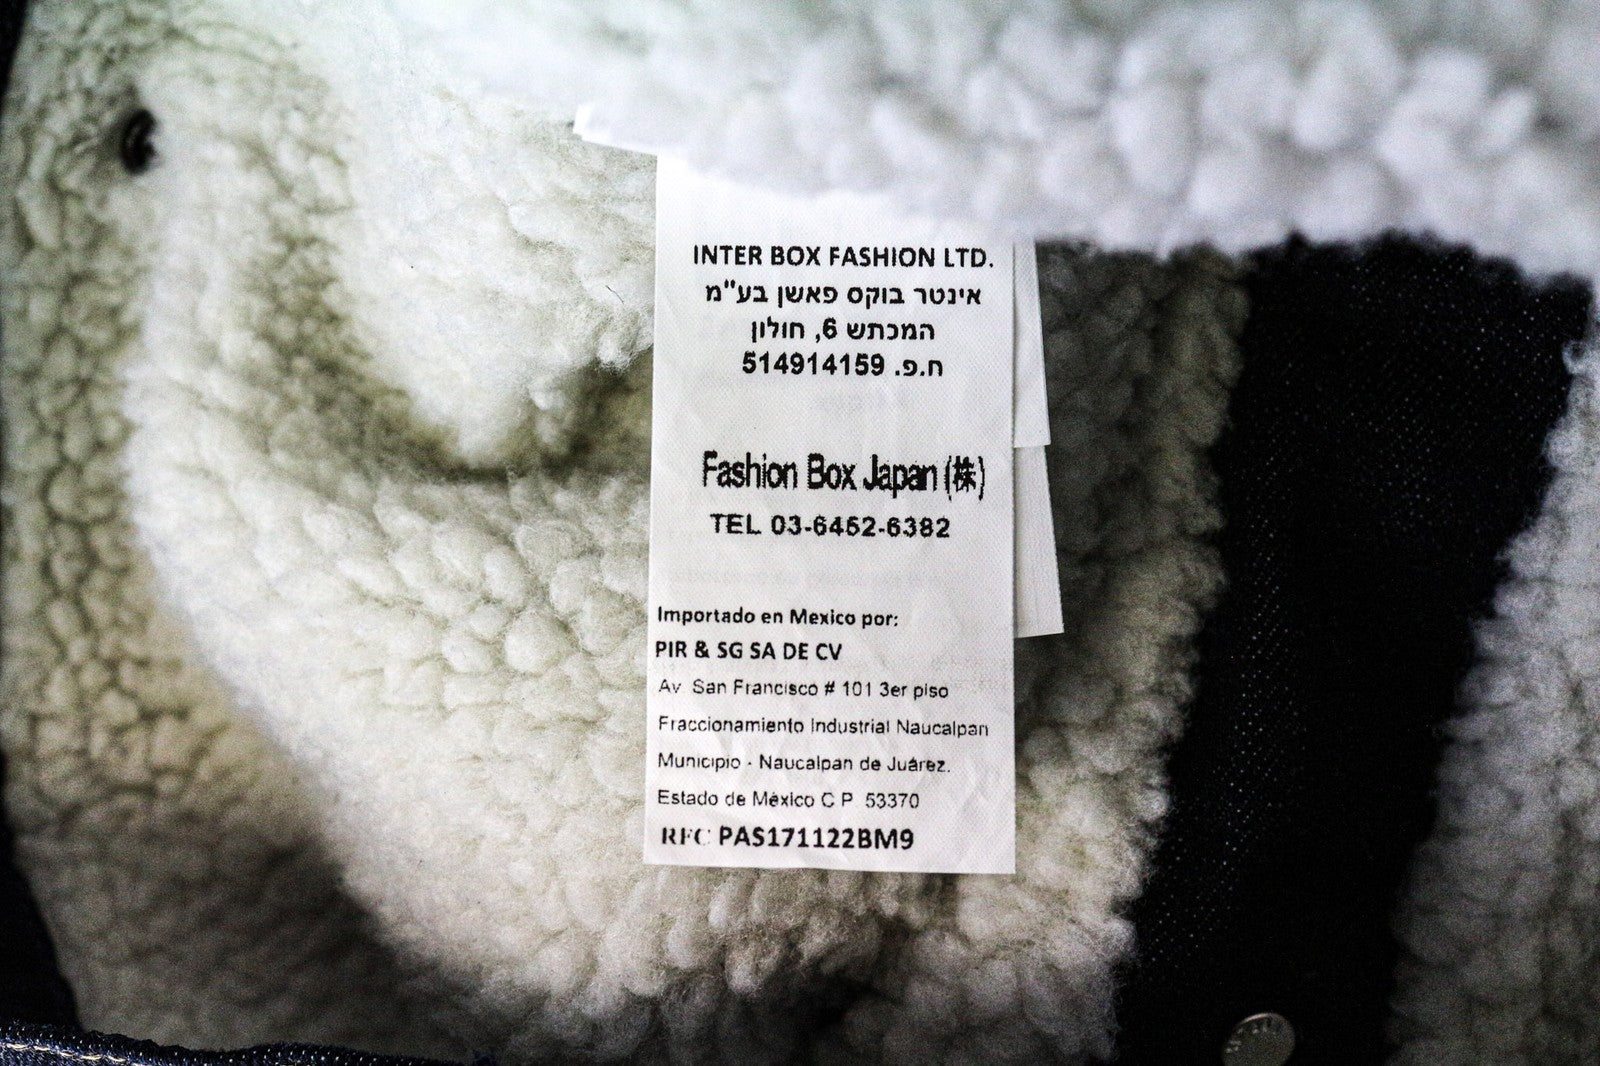 INTER BOX FASHION LTD.
אינטר בוקס פאשן בע"מ
המכתש 6, חולון
ח.פ. 514914159
Fashion Box Japan (株)
TEL 03-6452-6382
Importado en Mexico por:
PIR & SG SA DE CV
Av. San Francisco # 101 3er piso
Fraccionamiento Industrial Naucalpan
Municipio - Naucalpan de Juárez.
Estado de México C P 53370
RFC PAS171122BM9